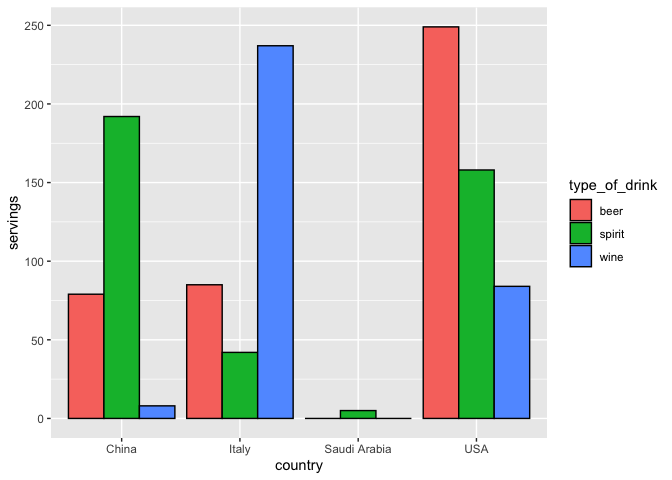 250
200
150
100
50
0
servings
China Italy Saudi Arabia USA
country
type_of_drink
beer
spirit
wine